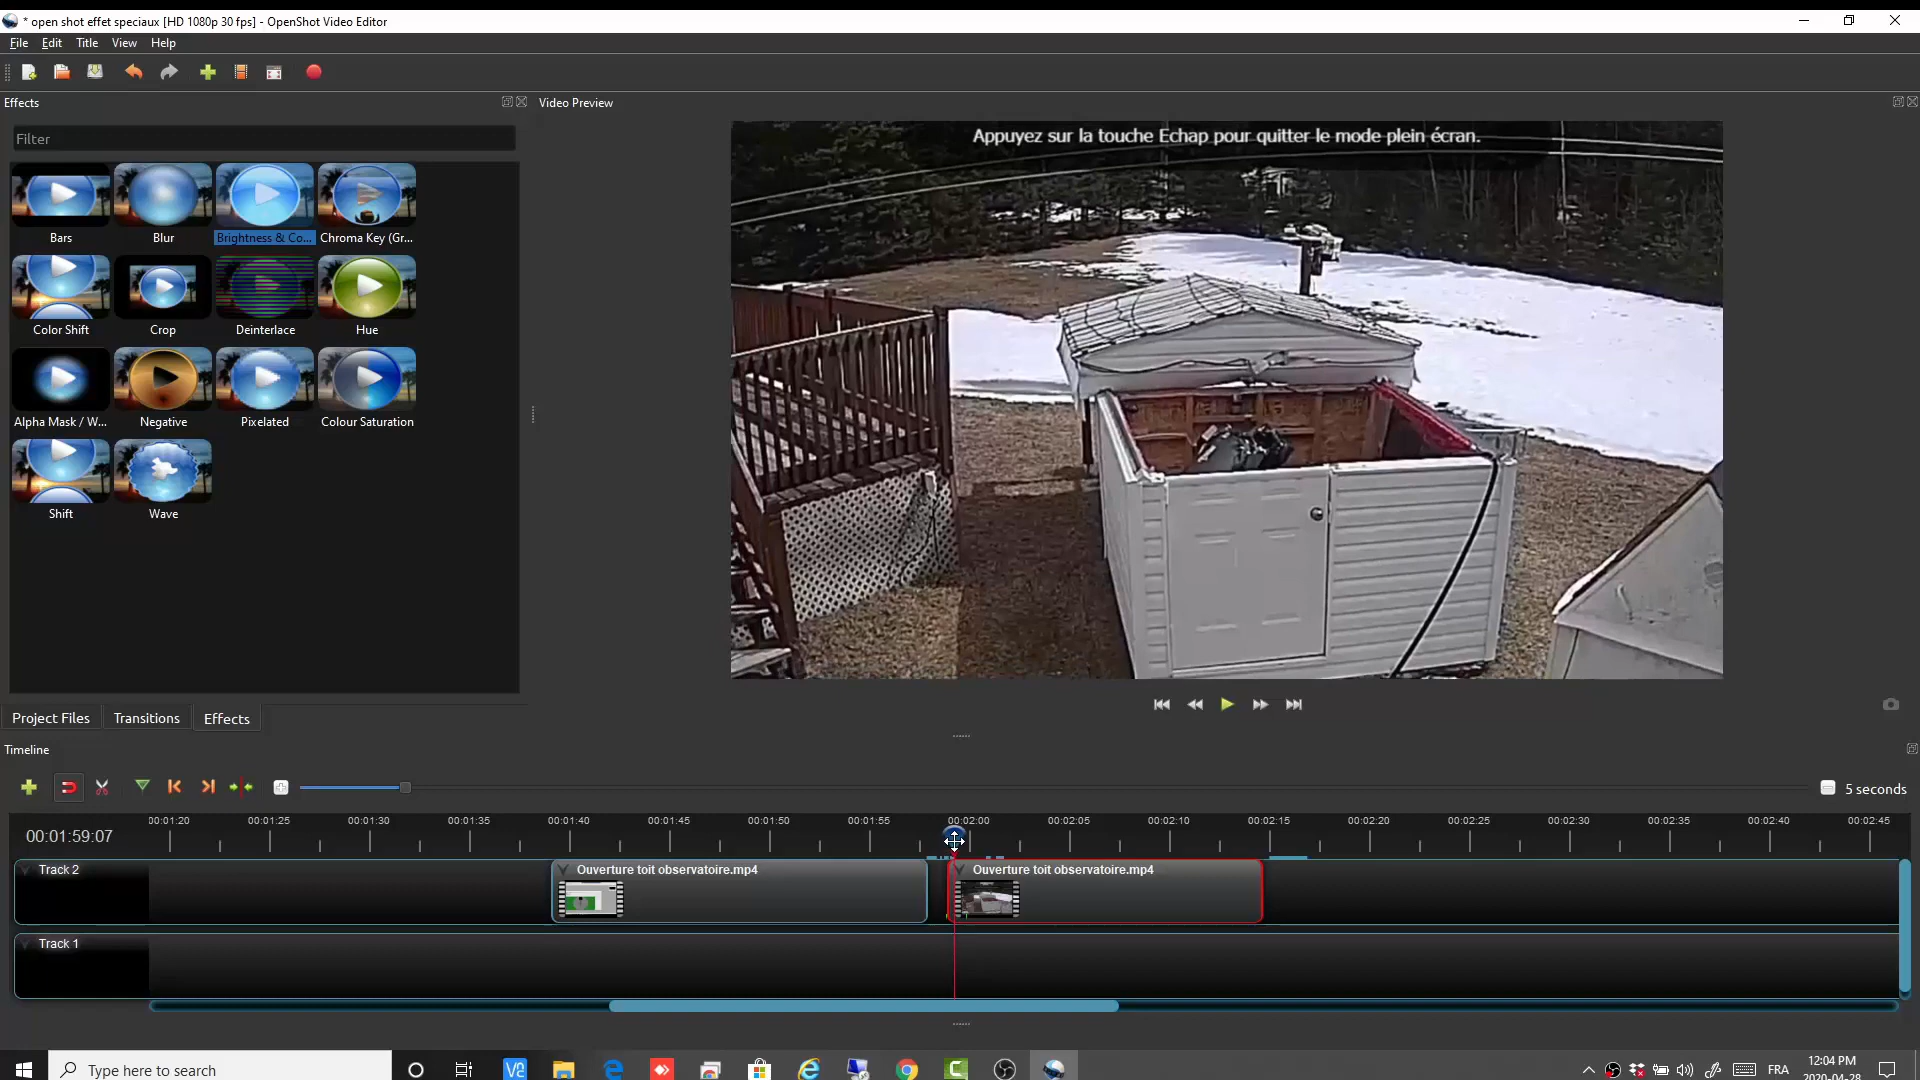 * open shot effet speciaux [HD 1080p 30 fps] - OpenShot Video Editor
File Edit Title View Help
Effects
Video Preview
Filter
Appuyez sur la touche Echap pour quitter le mode plein écran.
Bars Blur Brightness & Co... Chroma Key (Gr...
Color Shift Crop Deinterlace Hue
Alpha Mask / W... Negative Pixelated Colour Saturation
Shift Wave
Project Files Transitions Effects
Timeline
5 seconds
00:01:59:07
00:01:20 00:01:25 00:01:30 00:01:35 00:01:40 00:01:45 00:01:50 00:01:55 00:02:00 00:02:05 00:02:10 00:02:15 00:02:20 00:02:25 00:02:30 00:02:35 00:02:40 00:02:45
Track 2 Ouverture toit observatoire.mp4 Ouverture toit observatoire.mp4
Track 1
Type here to search
FRA
12:04 PM
2020-04-28